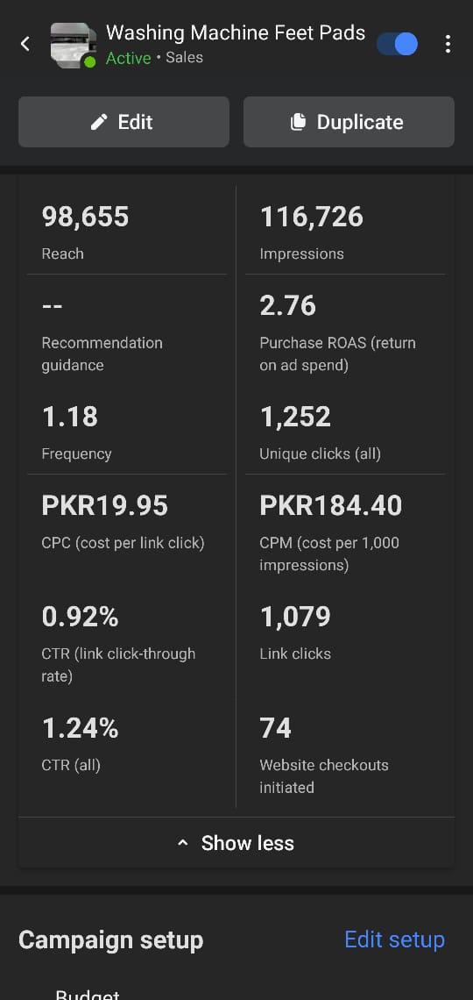 Washing Machine Feet Pads
Active • Sales
Edit
Duplicate
98,655
Reach
116,726
Impressions
--
Recommendation
guidance
2.76
Purchase ROAS (return
on ad spend)
1.18
Frequency
1,252
Unique clicks (all)
PKR19.95
CPC (cost per link click)
PKR184.40
CPM (cost per 1,000
impressions)
0.92%
CTR (link click-through
rate)
1,079
Link clicks
1.24%
CTR (all)
74
Website checkouts
initiated
Show less
Campaign setup
Edit setup
Budget